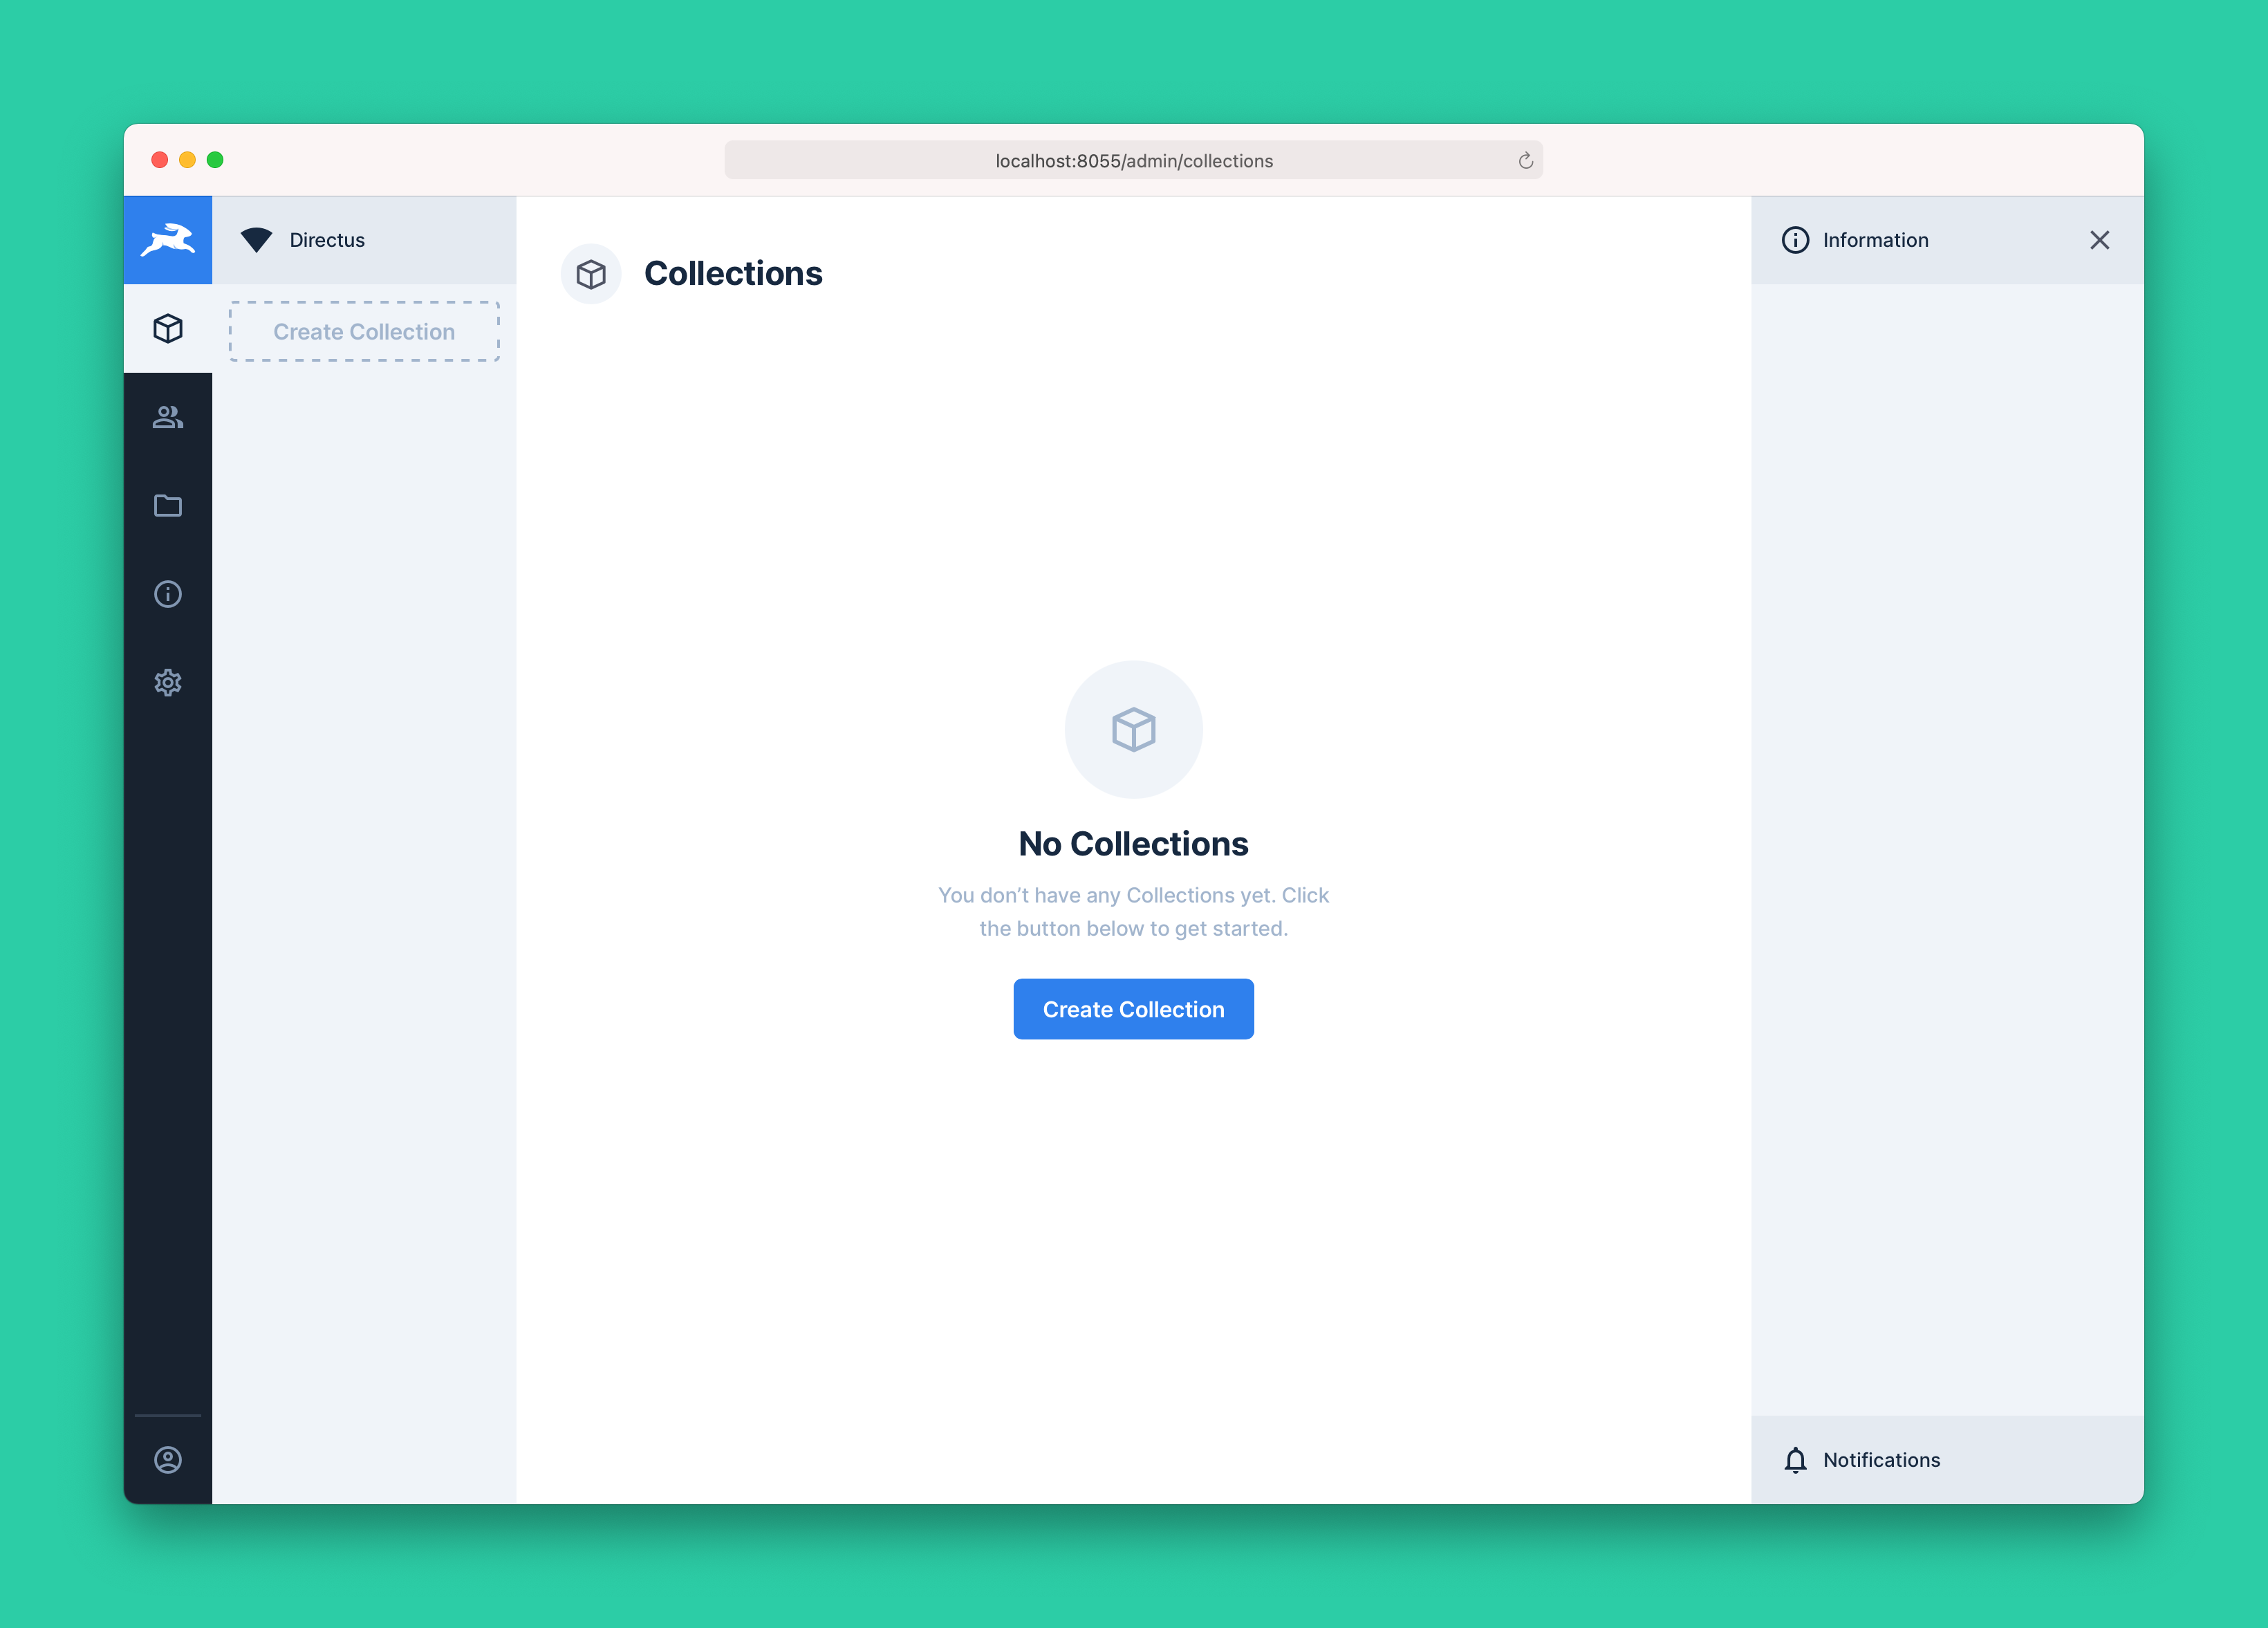 localhost:8055/admin/collections
Directus
Create Collection
Collections
No Collections
You don’t have any Collections yet. Click
the button below to get started.
Create Collection
Information
Notifications